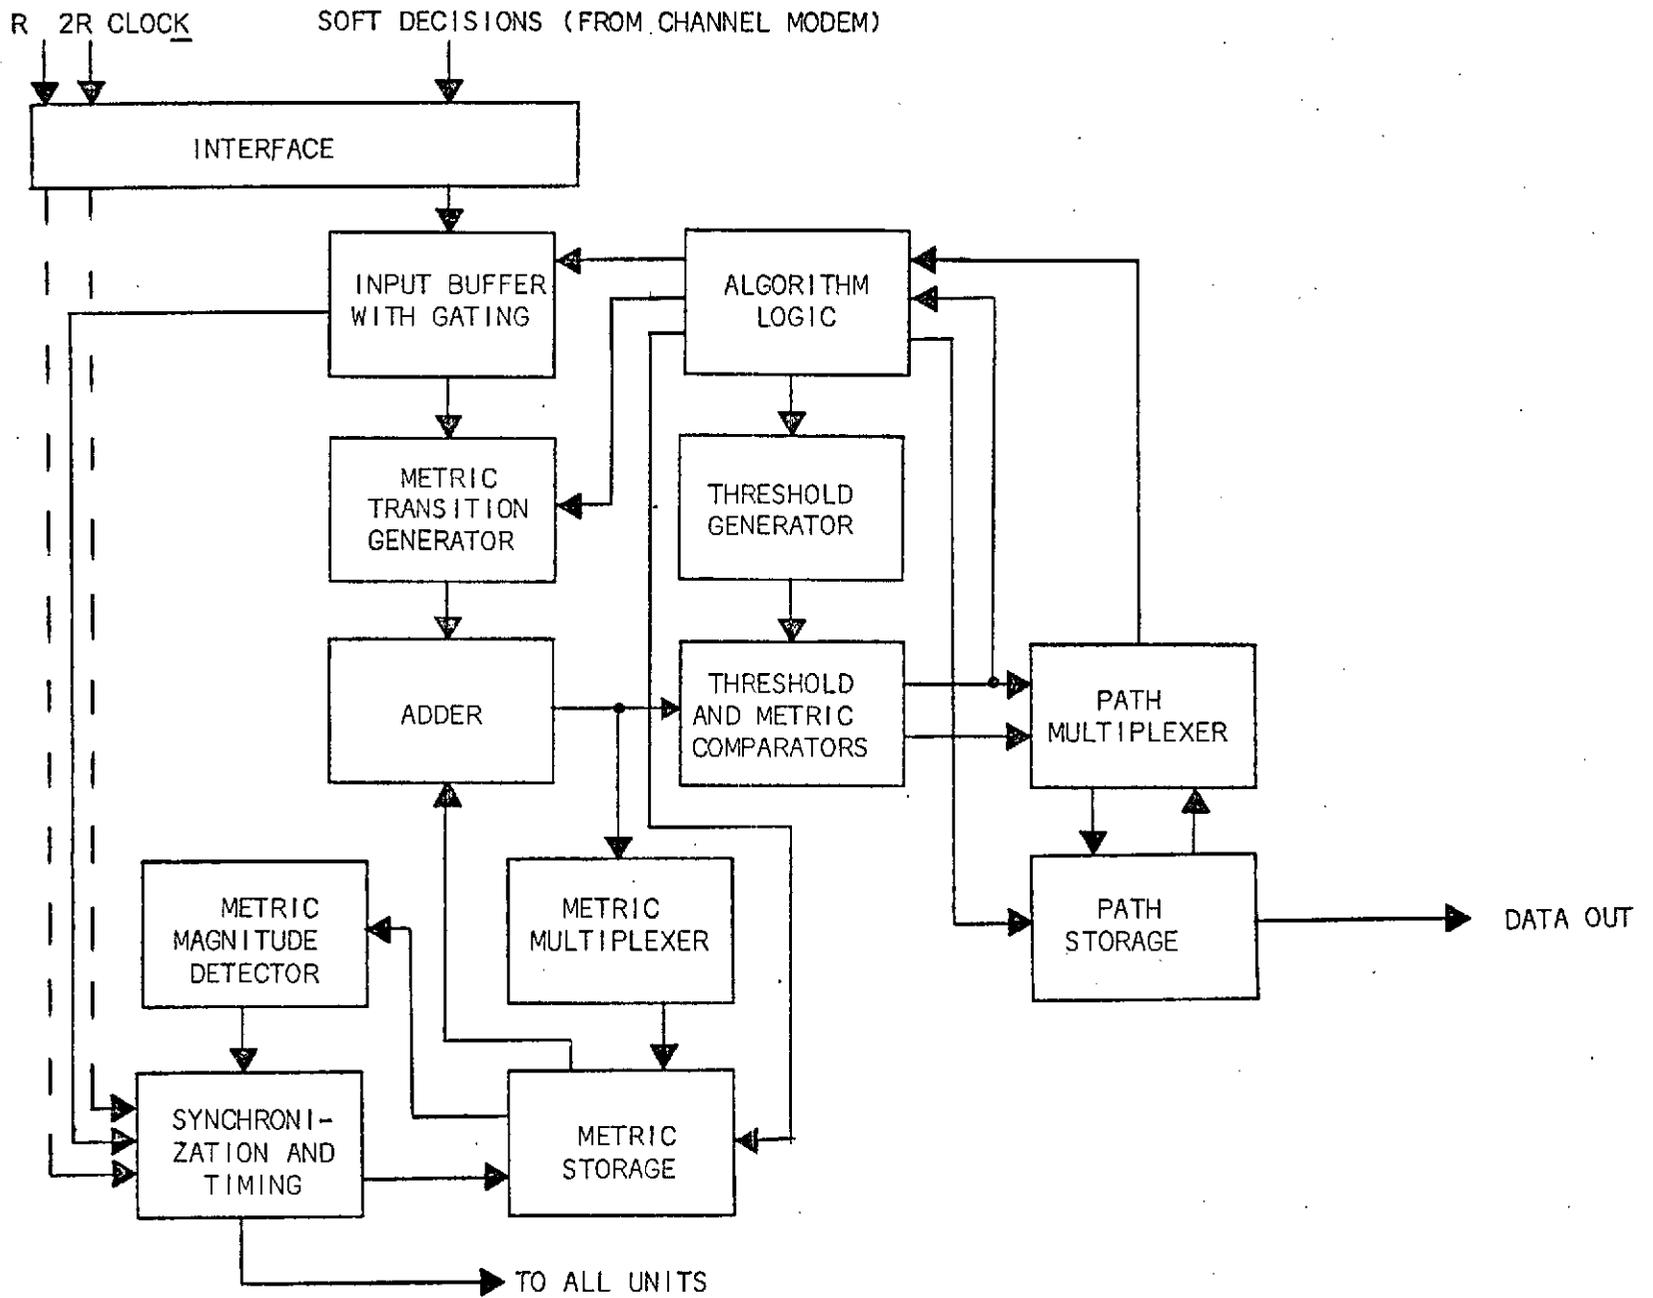 R 2R CLOCK SOFT DECISIONS (FROM CHANNEL MODEM)
INTERFACE
INPUT BUFFER
WITH GATING
ALGORITHM
LOGIC
METRIC
TRANSITION
GENERATOR
THRESHOLD
GENERATOR
ADDER
THRESHOLD
AND METRIC
COMPARATORS
PATH
MULTIPLEXER
METRIC
MAGNITUDE
DETECTOR
METRIC
MULTIPLEXER
PATH
STORAGE
DATA OUT
SYNCHRONI-
ZATION AND
TIMING
METRIC
STORAGE
TO ALL UNITS